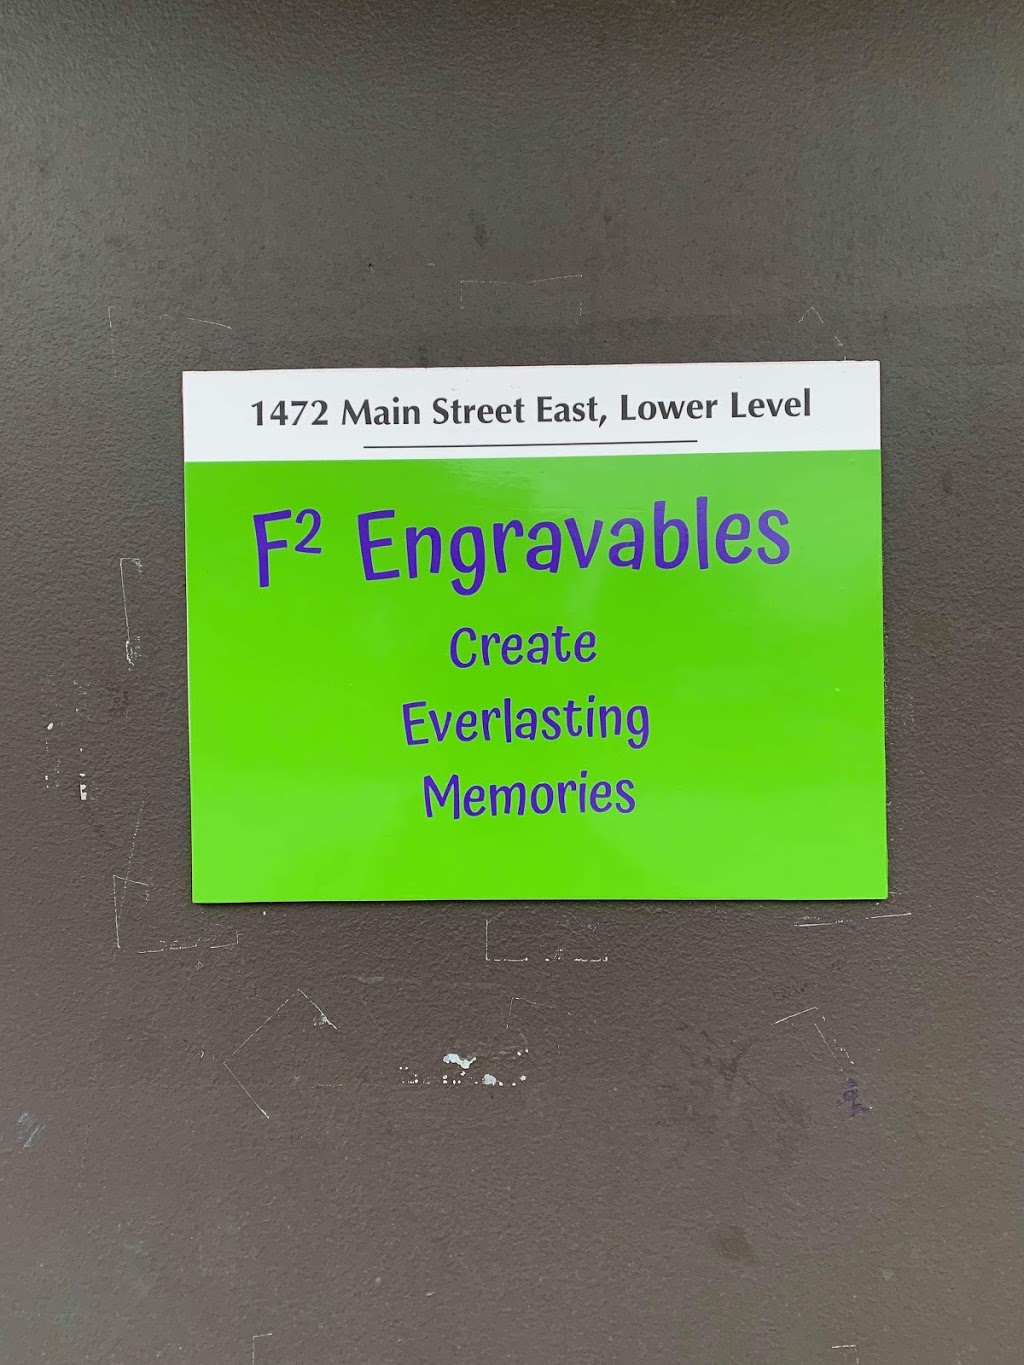 1472 Main Street East, Lower Level
F² Engravables
Create
Everlasting
Memories